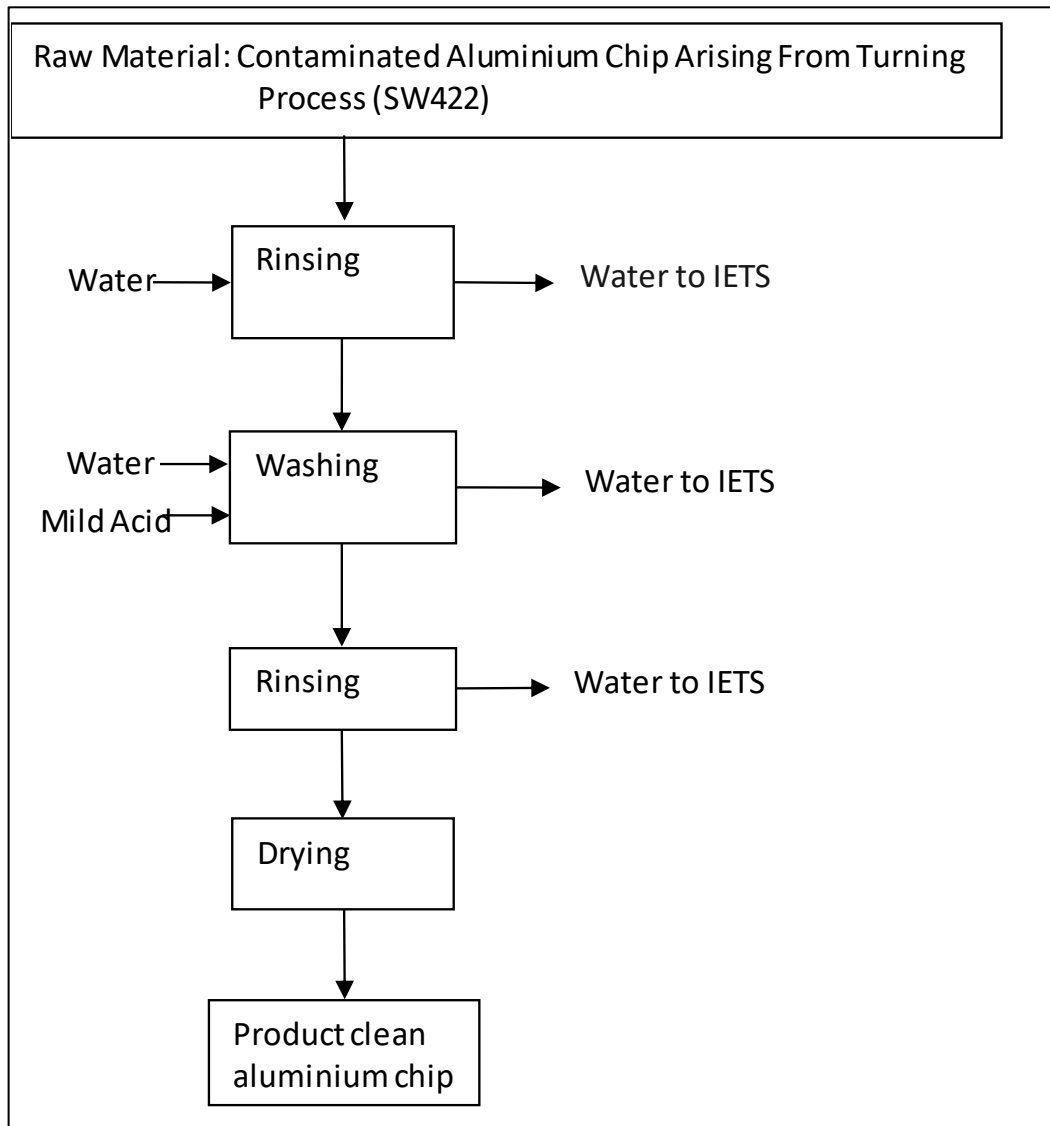 Raw Material: Contaminated Aluminium Chip Arising From Turning
Process (SW422)
Rinsing
Water
Water to IETS
Water
Washing
Mild Acid
Water to IETS
Rinsing
Water to IETS
Drying
Product clean
aluminium chip